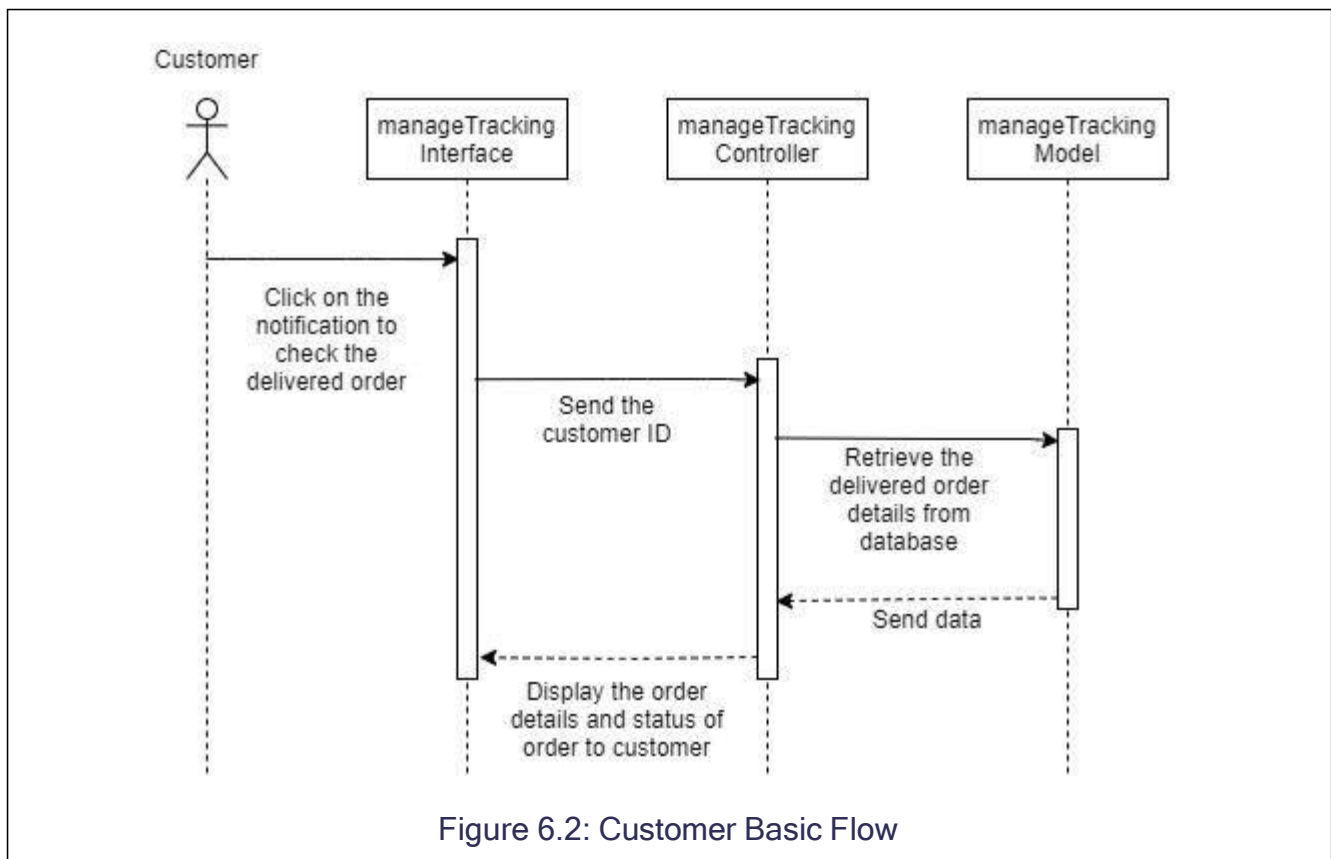 Customer
manageTracking
Interface
manageTracking
Controller
manageTracking
Model
Click on the
notification to
check the
delivered order
Send the
customer ID
Retrieve the
delivered order
details from
database
Send data
Display the order
details and status of
order to customer
Figure 6.2: Customer Basic Flow